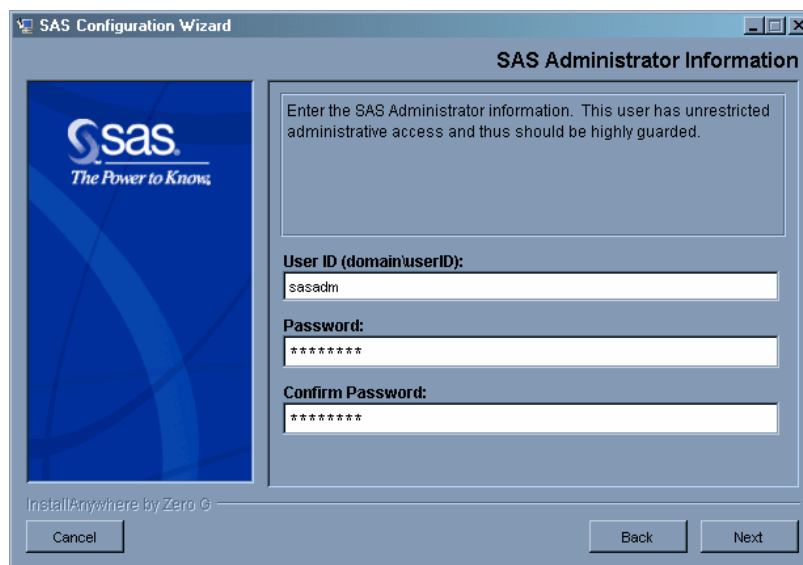 SAS Configuration Wizard
SAS Administrator Information
sas.
The Power to Know
Enter the SAS Administrator information. This user has unrestricted
administrative access and thus should be highly guarded.
User ID (domain\userID):
sasadm
Password:
********
Confirm Password:
********
InstallAnywhere by Zero G
Cancel
Back
Next